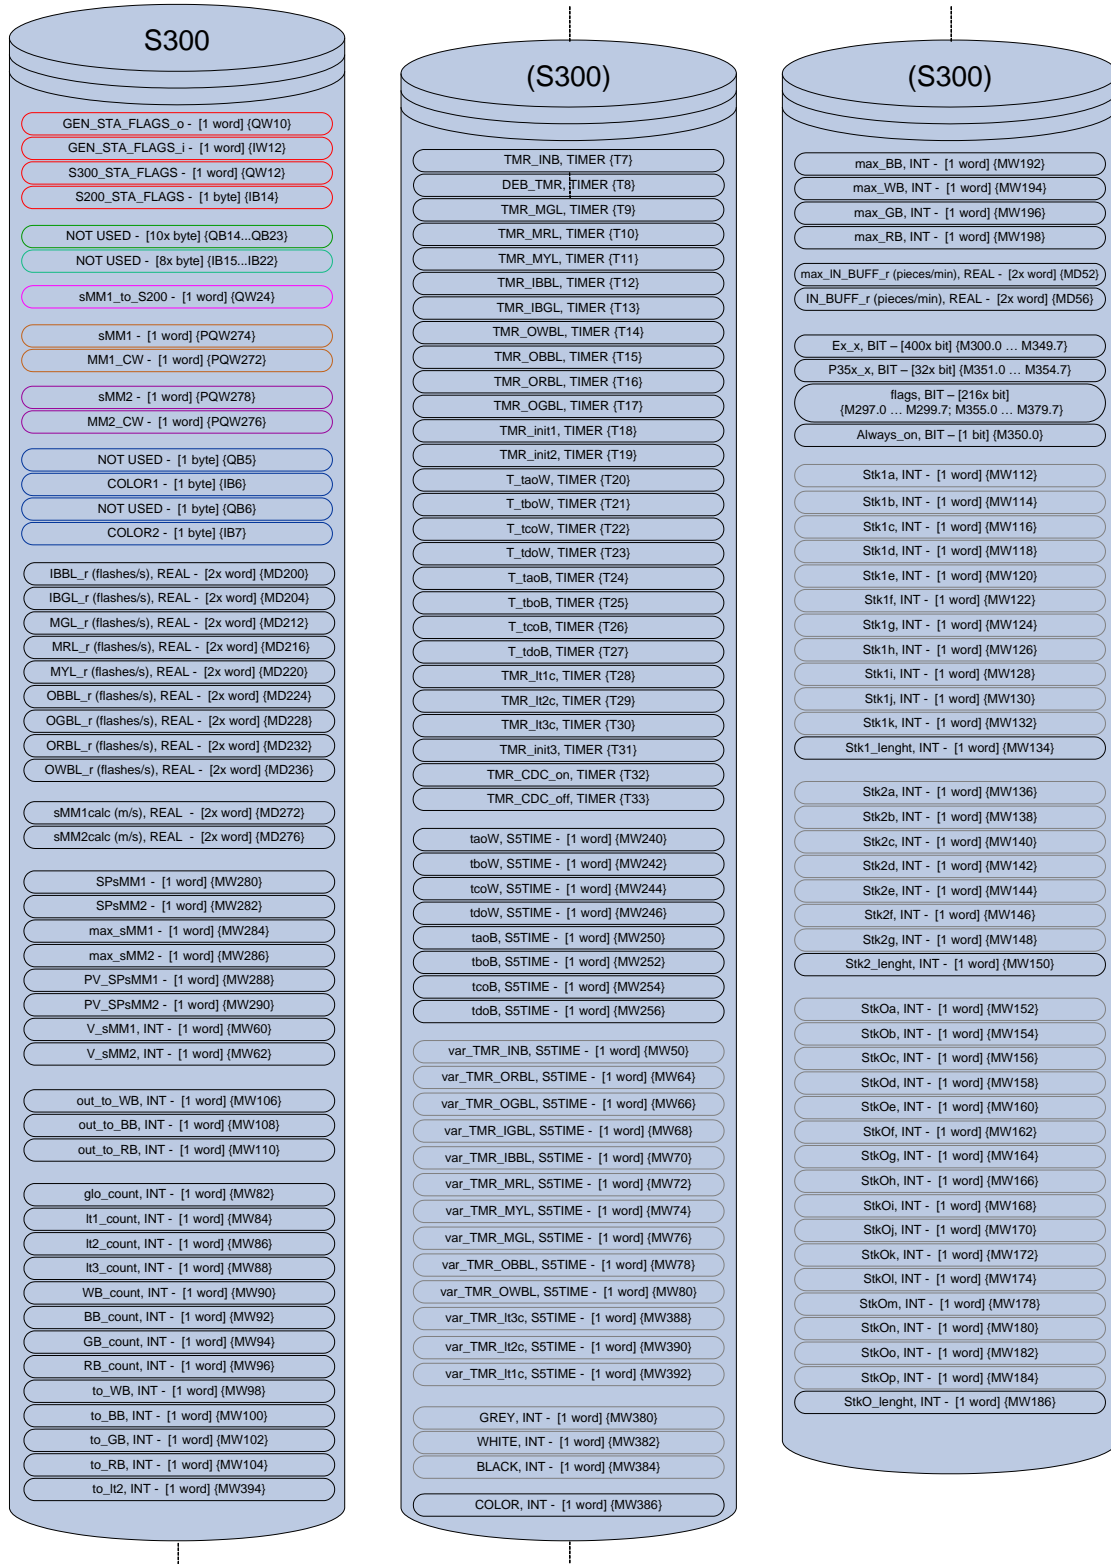 S300
GEN_STA_FLAGS_o - [1 word] {QW10}
GEN_STA_FLAGS_i - [1 word] {IW12}
S300_STA_FLAGS - [1 word] {QW12}
S200_STA_FLAGS - [1 byte] {IB14}
NOT USED - [10x byte] {QB14...QB23}
NOT USED - [8x byte] {IB15...IB22}
sMM1_to_S200 - [1 word] {QW24}
sMM1 - [1 word] {PQW274}
MM1_CW - [1 word] {PQW272}
sMM2 - [1 word] {PQW278}
MM2_CW - [1 word] {PQW276}
NOT USED - [1 byte] {QB5}
COLOR1 - [1 byte] {IB6}
NOT USED - [1 byte] {QB6}
COLOR2 - [1 byte] {IB7}
IBBL_r (flashes/s), REAL - [2x word] {MD200}
IBGL_r (flashes/s), REAL - [2x word] {MD204}
MGL_r (flashes/s), REAL - [2x word] {MD212}
MRL_r (flashes/s), REAL - [2x word] {MD216}
MYL_r (flashes/s), REAL - [2x word] {MD220}
OBBL_r (flashes/s), REAL - [2x word] {MD224}
OGBL_r (flashes/s), REAL - [2x word] {MD228}
ORBL_r (flashes/s), REAL - [2x word] {MD232}
OWBL_r (flashes/s), REAL - [2x word] {MD236}
sMM1calc (m/s), REAL - [2x word] {MD272}
sMM2calc (m/s), REAL - [2x word] {MD276}
SPsMM1 - [1 word] {MW280}
SPsMM2 - [1 word] {MW282}
max_sMM1 - [1 word] {MW284}
max_sMM2 - [1 word] {MW286}
PV_SPsMM1 - [1 word] {MW288}
PV_SPsMM2 - [1 word] {MW290}
V_sMM1, INT - [1 word] {MW60}
V_sMM2, INT - [1 word] {MW62}
out_to_WB, INT - [1 word] {MW106}
out_to_BB, INT - [1 word] {MW108}
out_to_RB, INT - [1 word] {MW110}
glo_count, INT - [1 word] {MW82}
lt1_count, INT - [1 word] {MW84}
lt2_count, INT - [1 word] {MW86}
lt3_count, INT - [1 word] {MW88}
WB_count, INT - [1 word] {MW90}
BB_count, INT - [1 word] {MW92}
GB_count, INT - [1 word] {MW94}
RB_count, INT - [1 word] {MW96}
to_WB, INT - [1 word] {MW98}
to_BB, INT - [1 word] {MW100}
to_GB, INT - [1 word] {MW102}
to_RB, INT - [1 word] {MW104}
to_lt2, INT - [1 word] {MW394}
(S300)
TMR_INB, TIMER {T7}
DEB_TMR, TIMER {T8}
TMR_MGL, TIMER {T9}
TMR_MRL, TIMER {T10}
TMR_MYL, TIMER {T11}
TMR_IBBL, TIMER {T12}
TMR_IBGL, TIMER {T13}
TMR_OWBL, TIMER {T14}
TMR_OBBL, TIMER {T15}
TMR_ORBL, TIMER {T16}
TMR_OGBL, TIMER {T17}
TMR_init1, TIMER {T18}
TMR_init2, TIMER {T19}
T_taoW, TIMER {T20}
T_tboW, TIMER {T21}
T_tcoW, TIMER {T22}
T_tdoW, TIMER {T23}
T_taoB, TIMER {T24}
T_tboB, TIMER {T25}
T_tcoB, TIMER {T26}
T_tdoB, TIMER {T27}
TMR_lt1c, TIMER {T28}
TMR_lt2c, TIMER {T29}
TMR_lt3c, TIMER {T30}
TMR_init3, TIMER {T31}
TMR_CDC_on, TIMER {T32}
TMR_CDC_off, TIMER {T33}
taoW, S5TIME - [1 word] {MW240}
tboW, S5TIME - [1 word] {MW242}
tcoW, S5TIME - [1 word] {MW244}
tdoW, S5TIME - [1 word] {MW246}
taoB, S5TIME - [1 word] {MW250}
tboB, S5TIME - [1 word] {MW252}
tcoB, S5TIME - [1 word] {MW254}
tdoB, S5TIME - [1 word] {MW256}
var_TMR_INB, S5TIME - [1 word] {MW50}
var_TMR_ORBL, S5TIME - [1 word] {MW64}
var_TMR_OGBL, S5TIME - [1 word] {MW66}
var_TMR_IGBL, S5TIME - [1 word] {MW68}
var_TMR_IBBL, S5TIME - [1 word] {MW70}
var_TMR_MRL, S5TIME - [1 word] {MW72}
var_TMR_MYL, S5TIME - [1 word] {MW74}
var_TMR_MGL, S5TIME - [1 word] {MW76}
var_TMR_OBBL, S5TIME - [1 word] {MW78}
var_TMR_OWBL, S5TIME - [1 word] {MW80}
var_TMR_lt3c, S5TIME - [1 word] {MW388}
var_TMR_lt2c, S5TIME - [1 word] {MW390}
var_TMR_lt1c, S5TIME - [1 word] {MW392}
GREY, INT - [1 word] {MW380}
WHITE, INT - [1 word] {MW382}
BLACK, INT - [1 word] {MW384}
COLOR, INT - [1 word] {MW386}
(S300)
max_BB, INT - [1 word] {MW192}
max_WB, INT - [1 word] {MW194}
max_GB, INT - [1 word] {MW196}
max_RB, INT - [1 word] {MW198}
max_IN_BUFF_r (pieces/min), REAL - [2x word] {MD52}
IN_BUFF_r (pieces/min), REAL - [2x word] {MD56}
Ex_x, BIT – [400x bit] {M300.0 … M349.7}
P35x_x, BIT – [32x bit] {M351.0 … M354.7}
flags, BIT – [216x bit]
{M297.0 … M299.7; M355.0 … M379.7}
Always_on, BIT – [1 bit] {M350.0}
Stk1a, INT - [1 word] {MW112}
Stk1b, INT - [1 word] {MW114}
Stk1c, INT - [1 word] {MW116}
Stk1d, INT - [1 word] {MW118}
Stk1e, INT - [1 word] {MW120}
Stk1f, INT - [1 word] {MW122}
Stk1g, INT - [1 word] {MW124}
Stk1h, INT - [1 word] {MW126}
Stk1i, INT - [1 word] {MW128}
Stk1j, INT - [1 word] {MW130}
Stk1k, INT - [1 word] {MW132}
Stk1_lenght, INT - [1 word] {MW134}
Stk2a, INT - [1 word] {MW136}
Stk2b, INT - [1 word] {MW138}
Stk2c, INT - [1 word] {MW140}
Stk2d, INT - [1 word] {MW142}
Stk2e, INT - [1 word] {MW144}
Stk2f, INT - [1 word] {MW146}
Stk2g, INT - [1 word] {MW148}
Stk2_lenght, INT - [1 word] {MW150}
StkOa, INT - [1 word] {MW152}
StkOb, INT - [1 word] {MW154}
StkOc, INT - [1 word] {MW156}
StkOd, INT - [1 word] {MW158}
StkOe, INT - [1 word] {MW160}
StkOf, INT - [1 word] {MW162}
StkOg, INT - [1 word] {MW164}
StkOh, INT - [1 word] {MW166}
StkOi, INT - [1 word] {MW168}
StkOj, INT - [1 word] {MW170}
StkOk, INT - [1 word] {MW172}
StkOl, INT - [1 word] {MW174}
StkOm, INT - [1 word] {MW178}
StkOn, INT - [1 word] {MW180}
StkOo, INT - [1 word] {MW182}
StkOp, INT - [1 word] {MW184}
StkO_lenght, INT - [1 word] {MW186}